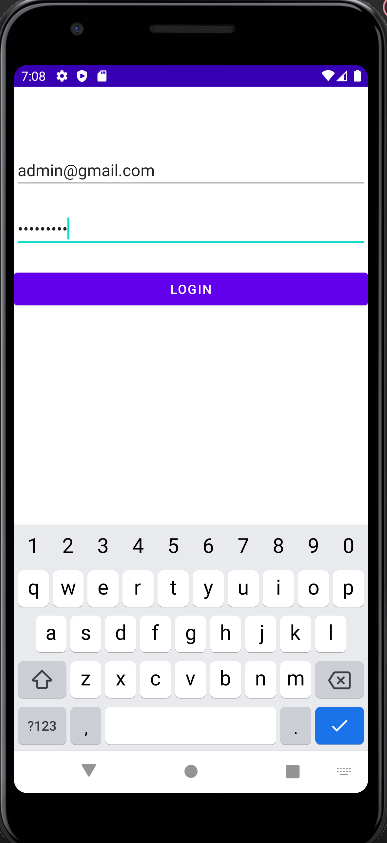 7:08
admin@gmail.com
•••••••••
LOGIN
1 2 3 4 5 6 7 8 9 0
q w e r t y u i o p
a s d f g h j k l
z x c v b n m
?123 , .